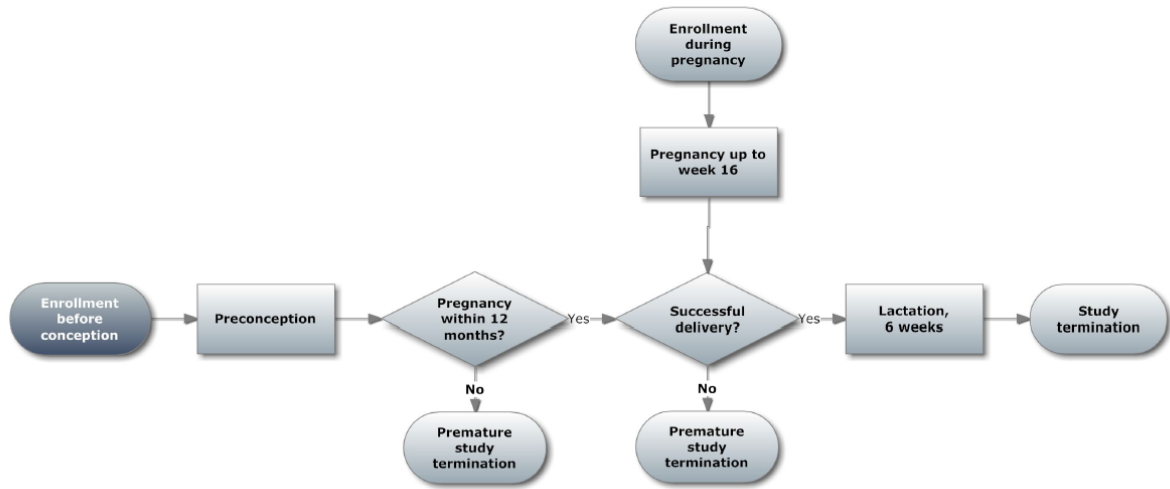 Enrollment
during
pregnancy
Pregnancy up to
week 16
Enrollment
before
conception
Preconception
Pregnancy
within 12
months?
Yes
Successful
delivery?
Yes
Lactation,
6 weeks
Study
termination
No
No
Premature
study
termination
Premature
study
termination